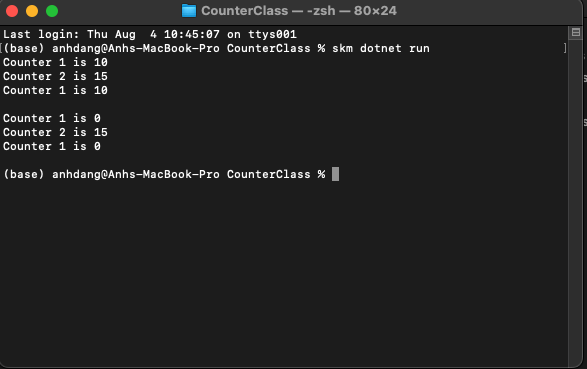 CounterClass — -zsh — 80×24
Last login: Thu Aug  4 10:45:07 on ttys001
[(base) anhdang@Anhs-MacBook-Pro CounterClass % skm dotnet run ]
Counter 1 is 10
Counter 2 is 15
Counter 1 is 10

Counter 1 is 0
Counter 2 is 15
Counter 1 is 0

(base) anhdang@Anhs-MacBook-Pro CounterClass %